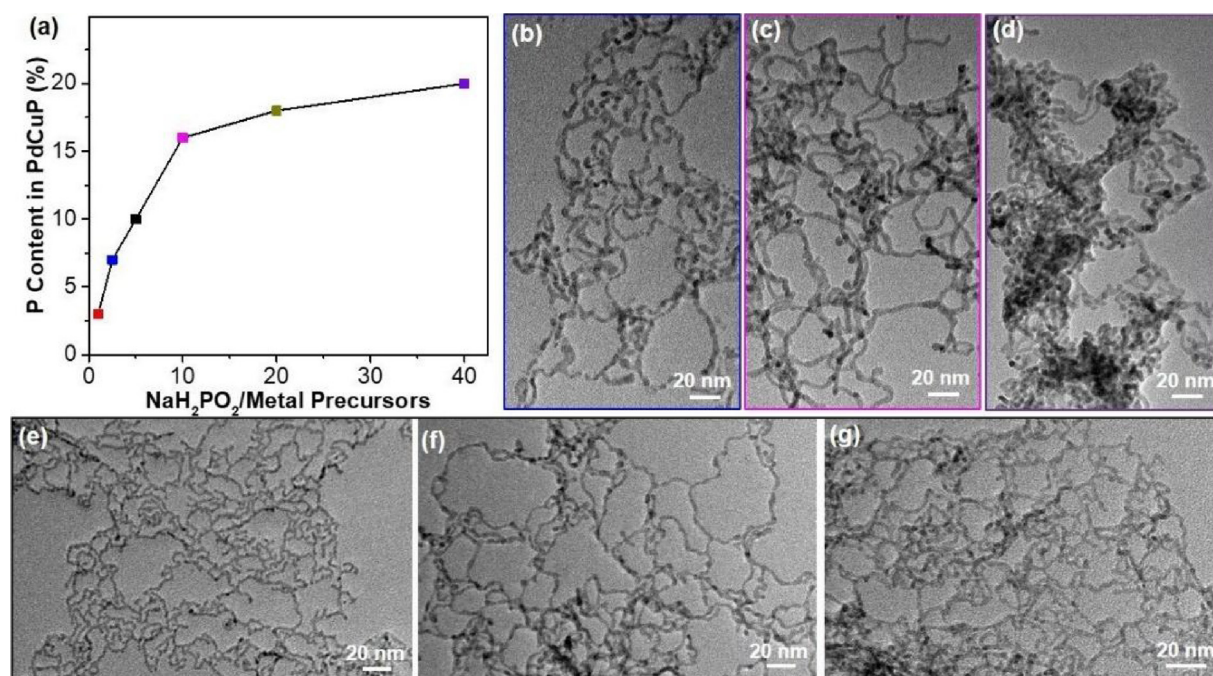 (a)
P Content in PdCuP (%)
20
15
10
5
0
0 10 20 30 40
NaH₂PO₂/Metal Precursors
(b)
20 nm
(c)
20 nm
(d)
20 nm
(e)
20 nm
(f)
20 nm
(g)
20 nm